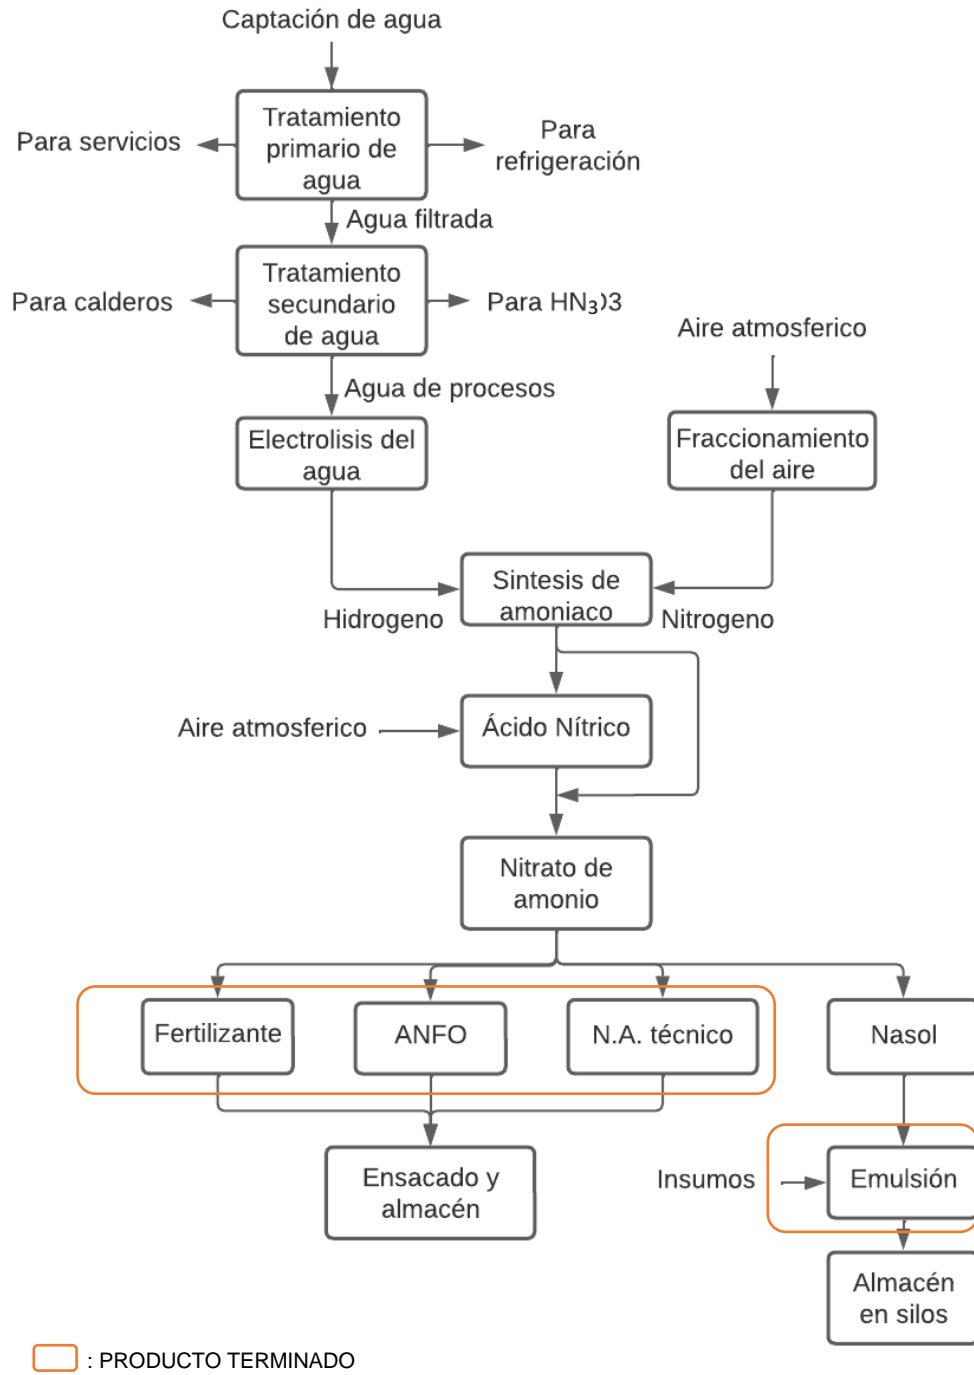 Captación de agua
Tratamiento
primario de
agua
Para servicios
Para
refrigeración
Agua filtrada
Tratamiento
secundario
de agua
Para calderos
Para HN₃)3
Aire atmosferico
Agua de procesos
Electrolisis del
agua
Fraccionamiento
del aire
Sintesis de
amoniaco
Hidrogeno
Nitrogeno
Aire atmosferico
Ácido Nítrico
Nitrato de
amonio
Fertilizante
ANFO
N.A. técnico
Nasol
Ensacado y
almacén
Insumos
Emulsión
Almacén
en silos
: PRODUCTO TERMINADO